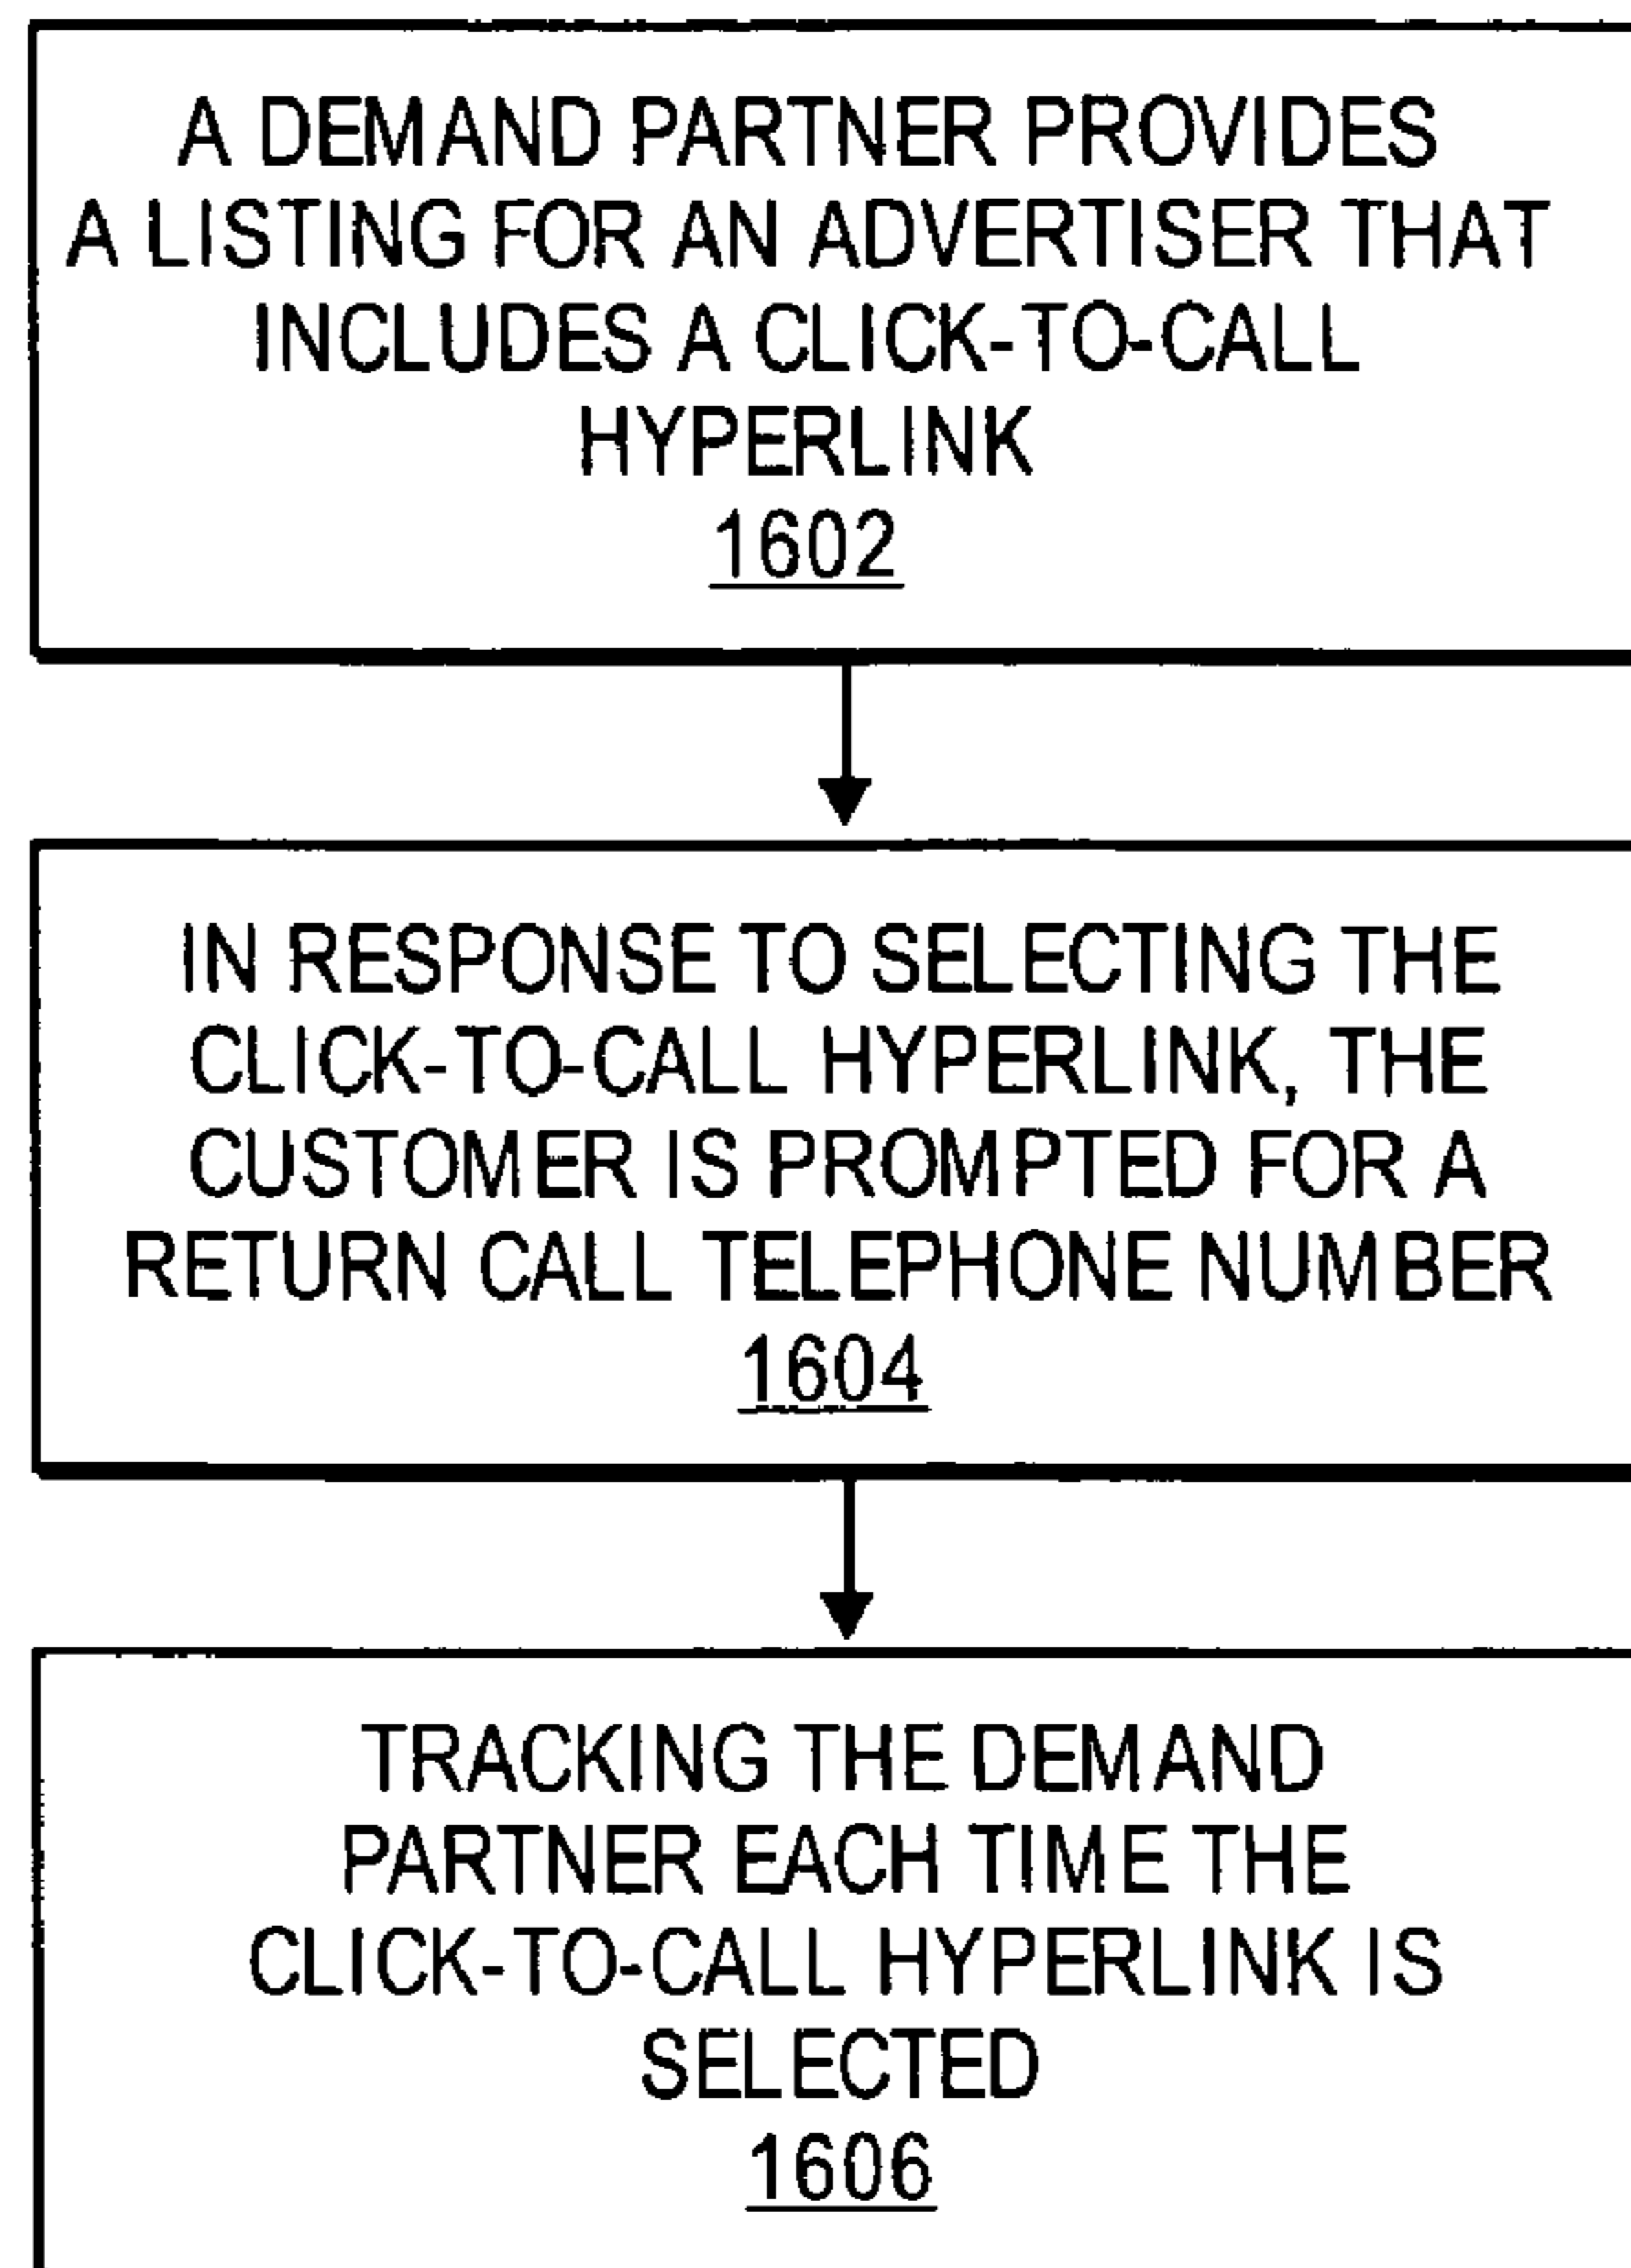 A DEMAND PARTNER PROVIDES
A LISTING FOR AN ADVERTISER THAT
INCLUDES A CLICK-TO-CALL
HYPERLINK
1602
IN RESPONSE TO SELECTING THE
CLICK-TO-CALL HYPERLINK, THE
CUSTOMER IS PROMPTED FOR A
RETURN CALL TELEPHONE NUMBER
1604
TRACKING THE DEMAND
PARTNER EACH TIME THE
CLICK-TO-CALL HYPERLINK IS
SELECTED
1606